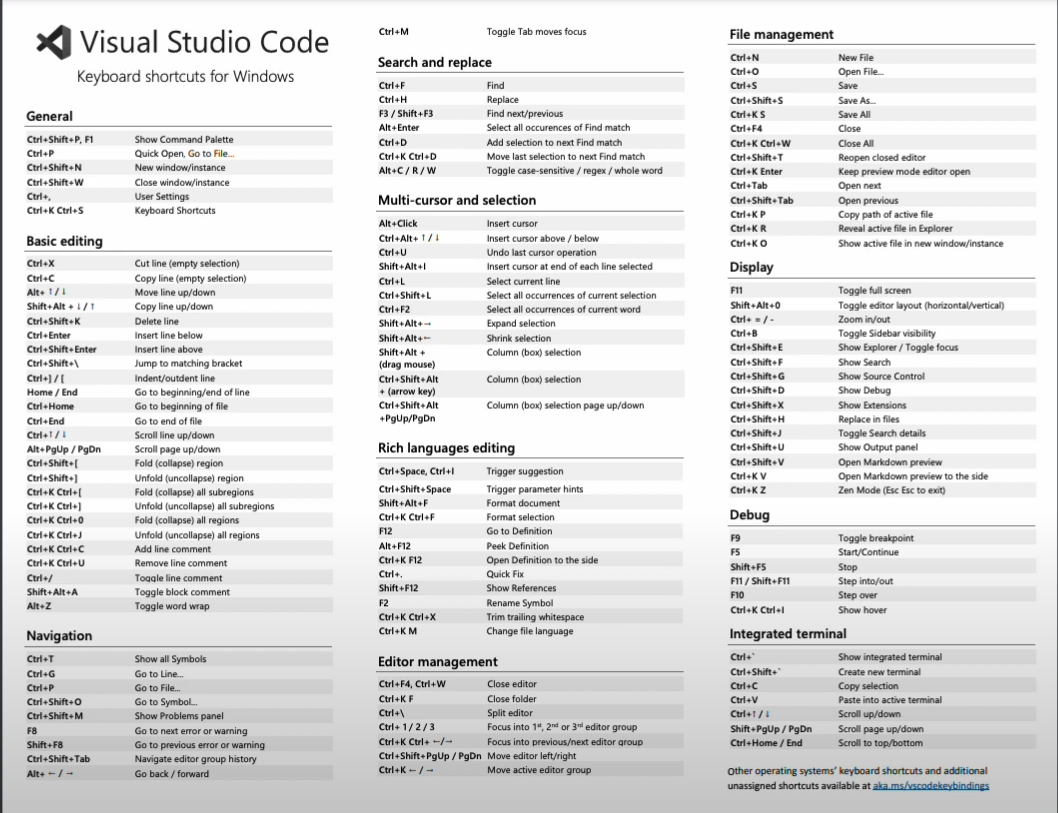 Visual Studio Code
Keyboard shortcuts for Windows
General
Ctrl+Shift+P, F1 Show Command Palette
Ctrl+P Quick Open, Go to File...
Ctrl+Shift+N New window/instance
Ctrl+Shift+W Close window/instance
Ctrl+, User Settings
Ctrl+K Ctrl+S Keyboard Shortcuts
Basic editing
Ctrl+X Cut line (empty selection)
Ctrl+C Copy line (empty selection)
Alt+ ↑ / ↓ Move line up/down
Shift+Alt + ↓ / ↑ Copy line up/down
Ctrl+Shift+K Delete line
Ctrl+Enter Insert line below
Ctrl+Shift+Enter Insert line above
Ctrl+Shift+\ Jump to matching bracket
Ctrl+] / [ Indent/outdent line
Home / End Go to beginning/end of line
Ctrl+Home Go to beginning of file
Ctrl+End Go to end of file
Ctrl+↑ / ↓ Scroll line up/down
Alt+PgUp / PgDn Scroll page up/down
Ctrl+Shift+[ Fold (collapse) region
Ctrl+Shift+] Unfold (uncollapse) region
Ctrl+K Ctrl+[ Fold (collapse) all subregions
Ctrl+K Ctrl+] Unfold (uncollapse) all subregions
Ctrl+K Ctrl+0 Fold (collapse) all regions
Ctrl+K Ctrl+J Unfold (uncollapse) all regions
Ctrl+K Ctrl+C Add line comment
Ctrl+K Ctrl+U Remove line comment
Ctrl+/ Toggle line comment
Shift+Alt+A Toggle block comment
Alt+Z Toggle word wrap
Navigation
Ctrl+T Show all Symbols
Ctrl+G Go to Line...
Ctrl+P Go to File...
Ctrl+Shift+O Go to Symbol...
Ctrl+Shift+M Show Problems panel
F8 Go to next error or warning
Shift+F8 Go to previous error or warning
Ctrl+Shift+Tab Navigate editor group history
Alt+ ← / → Go back / forward
Ctrl+M Toggle Tab moves focus
Search and replace
Ctrl+F Find
Ctrl+H Replace
F3 / Shift+F3 Find next/previous
Alt+Enter Select all occurences of Find match
Ctrl+D Add selection to next Find match
Ctrl+K Ctrl+D Move last selection to next Find match
Alt+C / R / W Toggle case-sensitive / regex / whole word
Multi-cursor and selection
Alt+Click Insert cursor
Ctrl+Alt+ ↑ / ↓ Insert cursor above / below
Ctrl+U Undo last cursor operation
Shift+Alt+I Insert cursor at end of each line selected
Ctrl+L Select current line
Ctrl+Shift+L Select all occurrences of current selection
Ctrl+F2 Select all occurrences of current word
Shift+Alt+→ Expand selection
Shift+Alt+← Shrink selection
Shift+Alt + Column (box) selection
(drag mouse)
Ctrl+Shift+Alt Column (box) selection
+ (arrow key)
Ctrl+Shift+Alt Column (box) selection page up/down
+PgUp/PgDn
Rich languages editing
Ctrl+Space, Ctrl+I Trigger suggestion
Ctrl+Shift+Space Trigger parameter hints
Shift+Alt+F Format document
Ctrl+K Ctrl+F Format selection
F12 Go to Definition
Alt+F12 Peek Definition
Ctrl+K F12 Open Definition to the side
Ctrl+. Quick Fix
Shift+F12 Show References
F2 Rename Symbol
Ctrl+K Ctrl+X Trim trailing whitespace
Ctrl+K M Change file language
Editor management
Ctrl+F4, Ctrl+W Close editor
Ctrl+K F Close folder
Ctrl+\ Split editor
Ctrl+ 1 / 2 / 3 Focus into 1st, 2nd or 3rd editor group
Ctrl+K Ctrl+ ←/→ Focus into previous/next editor group
Ctrl+Shift+PgUp / PgDn Move editor left/right
Ctrl+K ← / → Move active editor group
File management
Ctrl+N New File
Ctrl+O Open File...
Ctrl+S Save
Ctrl+Shift+S Save As...
Ctrl+K S Save All
Ctrl+F4 Close
Ctrl+K Ctrl+W Close All
Ctrl+Shift+T Reopen closed editor
Ctrl+K Enter Keep preview mode editor open
Ctrl+Tab Open next
Ctrl+Shift+Tab Open previous
Ctrl+K P Copy path of active file
Ctrl+K R Reveal active file in Explorer
Ctrl+K O Show active file in new window/instance
Display
F11 Toggle full screen
Shift+Alt+0 Toggle editor layout (horizontal/vertical)
Ctrl+ = / - Zoom in/out
Ctrl+B Toggle Sidebar visibility
Ctrl+Shift+E Show Explorer / Toggle focus
Ctrl+Shift+F Show Search
Ctrl+Shift+G Show Source Control
Ctrl+Shift+D Show Debug
Ctrl+Shift+X Show Extensions
Ctrl+Shift+H Replace in files
Ctrl+Shift+J Toggle Search details
Ctrl+Shift+U Show Output panel
Ctrl+Shift+V Open Markdown preview
Ctrl+K V Open Markdown preview to the side
Ctrl+K Z Zen Mode (Esc Esc to exit)
Debug
F9 Toggle breakpoint
F5 Start/Continue
Shift+F5 Stop
F11 / Shift+F11 Step into/out
F10 Step over
Ctrl+K Ctrl+I Show hover
Integrated terminal
Ctrl+` Show integrated terminal
Ctrl+Shift+` Create new terminal
Ctrl+C Copy selection
Ctrl+V Paste into active terminal
Ctrl+↑ / ↓ Scroll up/down
Shift+PgUp / PgDn Scroll page up/down
Ctrl+Home / End Scroll to top/bottom
Other operating systems' keyboard shortcuts and additional
unassigned shortcuts available at aka.ms/vscodekeybindings